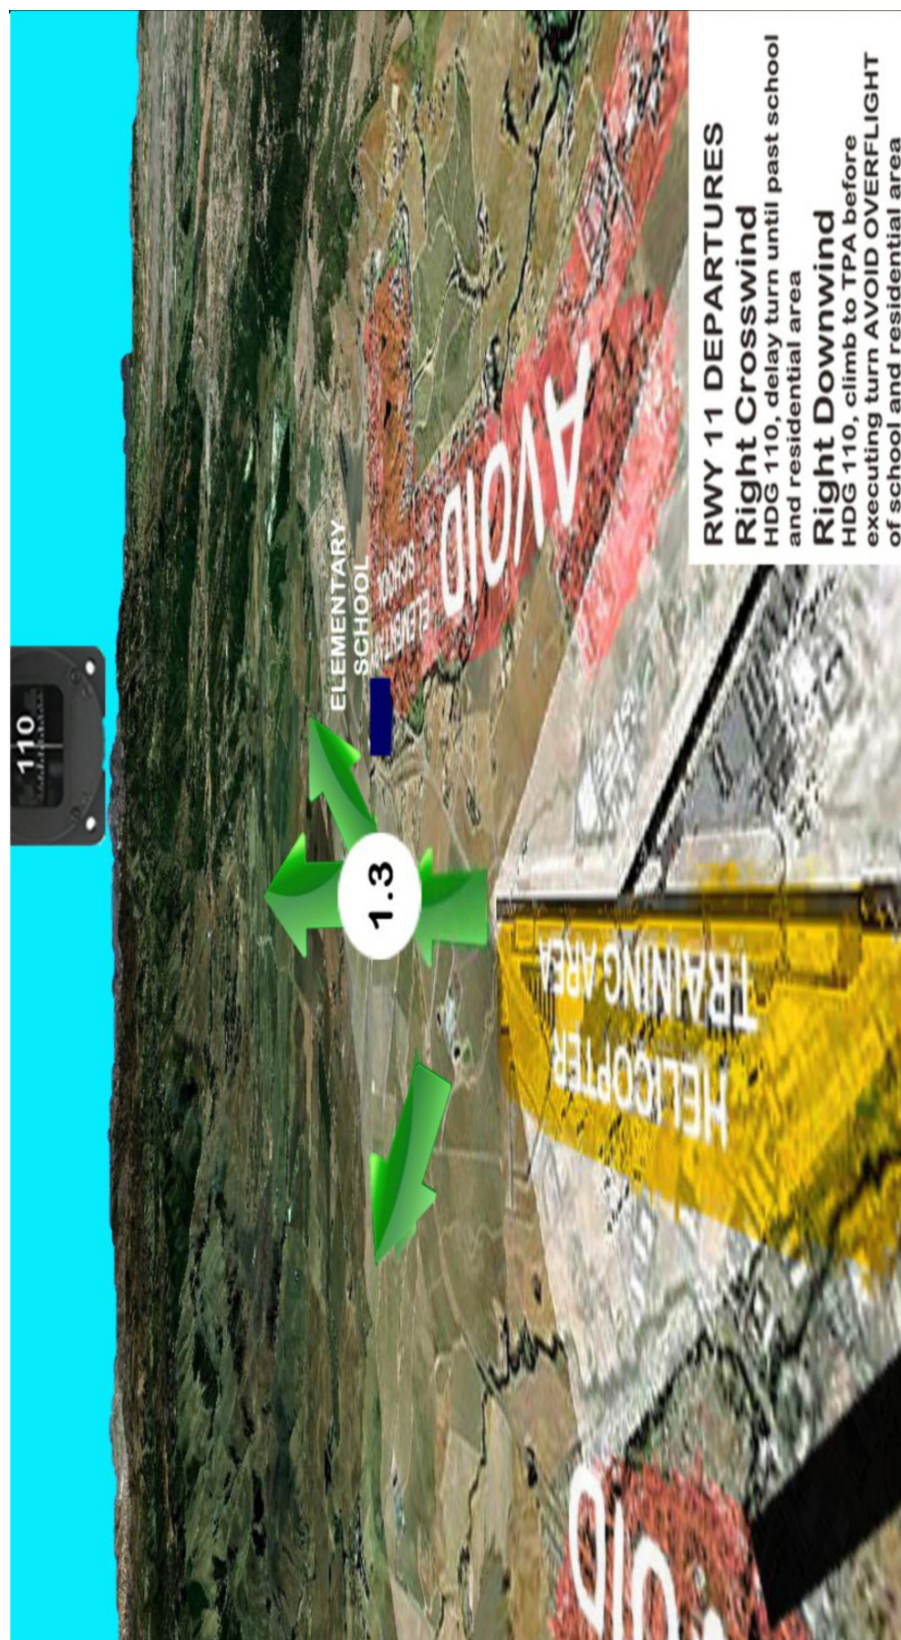 110
ELEMENTARY
SCHOOL
1.3
AVOID
HELICOPTER
TRAINING AREA
RWY 11 DEPARTURES
Right Crosswind
HDG 110, delay turn until past school
and residential area
Right Downwind
HDG 110, climb to TPA before
executing turn AVOID OVERFLIGHT
of school and residential area